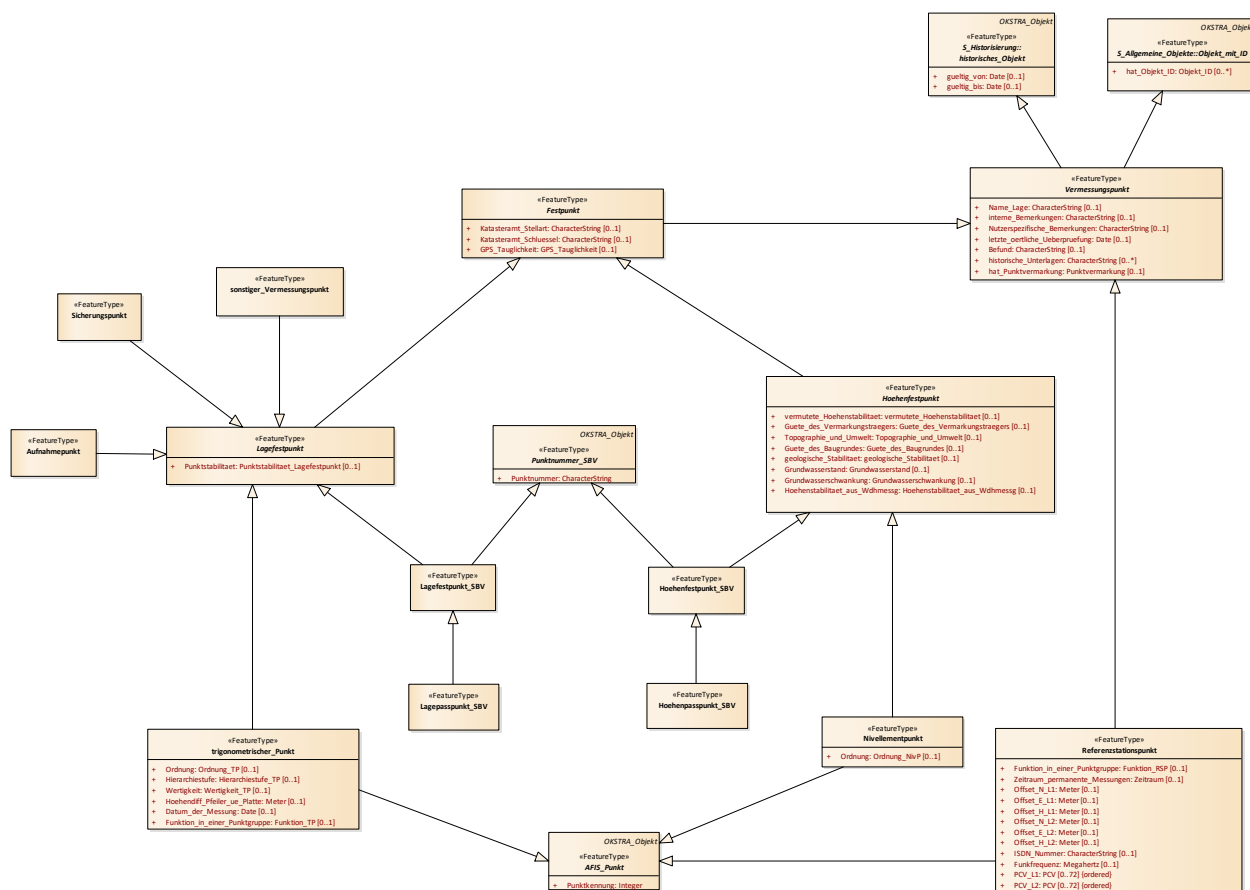 OKSTRA_Objekt
«FeatureType»
S_Historisierung::
historisches_Objekt
+ gueltig_von: Date [0..1]
+ gueltig_bis: Date [0..1]
OKSTRA_Objekt
«FeatureType»
S_Allgemeine_Objekte::Objekt_mit_ID
+ hat_Objekt_ID: Objekt_ID [0..*]
«FeatureType»
Vermessungspunkt
+ Name_Lage: CharacterString [0..1]
+ interne_Bemerkungen: CharacterString [0..1]
+ Nutzerspezifische_Bemerkungen: CharacterString [0..1]
+ letzte_oertliche_Ueberpruefung: Date [0..1]
+ Befund: CharacterString [0..1]
+ historische_Unterlagen: CharacterString [0..*]
+ hat_Punktvermarkung: Punktvermarkung [0..1]
«FeatureType»
Festpunkt
+ Katasteramt_Stellart: CharacterString [0..1]
+ Katasteramt_Schluessel: CharacterString [0..1]
+ GPS_Tauglichkeit: GPS_Tauglichkeit [0..1]
«FeatureType»
sonstiger_Vermessungspunkt
«FeatureType»
Sicherungspunkt
«FeatureType»
Aufnahmepunkt
«FeatureType»
Lagefestpunkt
+ Punktstabilitaet: Punktstabilitaet_Lagefestpunkt [0..1]
OKSTRA_Objekt
«FeatureType»
Punktnummer_SBV
+ Punktnummer: CharacterString
«FeatureType»
Hoehenfestpunkt
+ vermutete_Hoehenstabilitaet: vermutete_Hoehenstabilitaet [0..1]
+ Guete_des_Vermarkungstraegers: Guete_des_Vermarkungstraegers [0..1]
+ Topographie_und_Umwelt: Topographie_und_Umwelt [0..1]
+ Guete_des_Baugrundes: Guete_des_Baugrundes [0..1]
+ geologische_Stabilitaet: geologische_Stabilitaet [0..1]
+ Grundwasserstand: Grundwasserstand [0..1]
+ Grundwasserschwankung: Grundwasserschwankung [0..1]
+ Hoehenstabilitaet_aus_Wdhmessg: Hoehenstabilitaet_aus_Wdhmessg [0..1]
«FeatureType»
Lagefestpunkt_SBV
«FeatureType»
Hoehenfestpunkt_SBV
«FeatureType»
Lagepasspunkt_SBV
«FeatureType»
Hoehenpasspunkt_SBV
«FeatureType»
trigonometrischer_Punkt
+ Ordnung: Ordnung_TP [0..1]
+ Hierarchiestufe: Hierarchiestufe_TP [0..1]
+ Wertigkeit: Wertigkeit_TP [0..1]
+ Hoehendiff_Pfeiler_ue_Platte: Meter [0..1]
+ Datum_der_Messung: Date [0..1]
+ Funktion_in_einer_Punktgruppe: Funktion_TP [0..1]
«FeatureType»
Nivellementpunkt
+ Ordnung: Ordnung_NivP [0..1]
«FeatureType»
Referenzstationspunkt
+ Funktion_in_einer_Punktgruppe: Funktion_RSP [0..1]
+ Zeitraum_permanente_Messungen: Zeitraum [0..1]
+ Offset_N_L1: Meter [0..1]
+ Offset_E_L1: Meter [0..1]
+ Offset_H_L1: Meter [0..1]
+ Offset_N_L2: Meter [0..1]
+ Offset_E_L2: Meter [0..1]
+ Offset_H_L2: Meter [0..1]
+ ISDN_Nummer: CharacterString [0..1]
+ Funkfrequenz: Megahertz [0..1]
+ PCV_L1: PCV [0..72] {ordered}
+ PCV_L2: PCV [0..72] {ordered}
OKSTRA_Objekt
«FeatureType»
AFIS_Punkt
+ Punktkennung: Integer